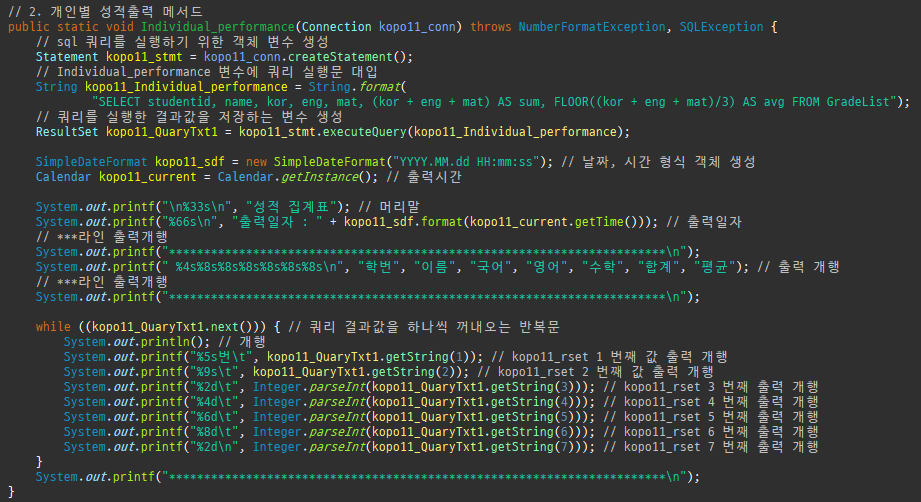 // 2. 개인별 성적출력 메서드
public static void Individual_performance(Connection kopo11_conn) throws NumberFormatException, SQLException {
    // sql 쿼리를 실행하기 위한 객체 변수 생성
    Statement kopo11_stmt = kopo11_conn.createStatement();
    // Individual_performance 변수에 쿼리 실행문 대입
    String kopo11_Individual_performance = String.format(
            "SELECT studentid, name, kor, eng, mat, (kor + eng + mat) AS sum, FLOOR((kor + eng + mat)/3) AS avg FROM GradeList");
    // 쿼리를 실행한 결과값을 저장하는 변수 생성
    ResultSet kopo11_QuaryTxt1 = kopo11_stmt.executeQuery(kopo11_Individual_performance);

    SimpleDateFormat kopo11_sdf = new SimpleDateFormat("YYYY.MM.dd HH:mm:ss"); // 날짜, 시간 형식 객체 생성
    Calendar kopo11_current = Calendar.getInstance(); // 출력시간

    System.out.printf("\n%33s\n", "성적 집계표"); // 머리말
    System.out.printf("%66s\n", "출력일자 : " + kopo11_sdf.format(kopo11_current.getTime())); // 출력일자
    // ***라인 출력개행
    System.out.printf("***********************************************************************\n");
    System.out.printf(" %4s%8s%8s%8s%8s%8s%8s\n", "학번", "이름", "국어", "영어", "수학", "합계", "평균"); // 출력 개행
    // ***라인 출력개행
    System.out.printf("***********************************************************************\n");

    while ((kopo11_QuaryTxt1.next())) { // 쿼리 결과값을 하나씩 꺼내오는 반복문
        System.out.println(); // 개행
        System.out.printf("%5s번\t", kopo11_QuaryTxt1.getString(1)); // kopo11_rset 1 번째 값 출력 개행
        System.out.printf("%9s\t", kopo11_QuaryTxt1.getString(2)); // kopo11_rset 2 번째 값 출력 개행
        System.out.printf("%2d\t", Integer.parseInt(kopo11_QuaryTxt1.getString(3))); // kopo11_rset 3 번째 출력 개행
        System.out.printf("%4d\t", Integer.parseInt(kopo11_QuaryTxt1.getString(4))); // kopo11_rset 4 번째 출력 개행
        System.out.printf("%6d\t", Integer.parseInt(kopo11_QuaryTxt1.getString(5))); // kopo11_rset 5 번째 출력 개행
        System.out.printf("%8d\t", Integer.parseInt(kopo11_QuaryTxt1.getString(6))); // kopo11_rset 6 번째 출력 개행
        System.out.printf("%2d\n", Integer.parseInt(kopo11_QuaryTxt1.getString(7))); // kopo11_rset 7 번째 출력 개행
    }
    System.out.printf("***********************************************************************\n");
}